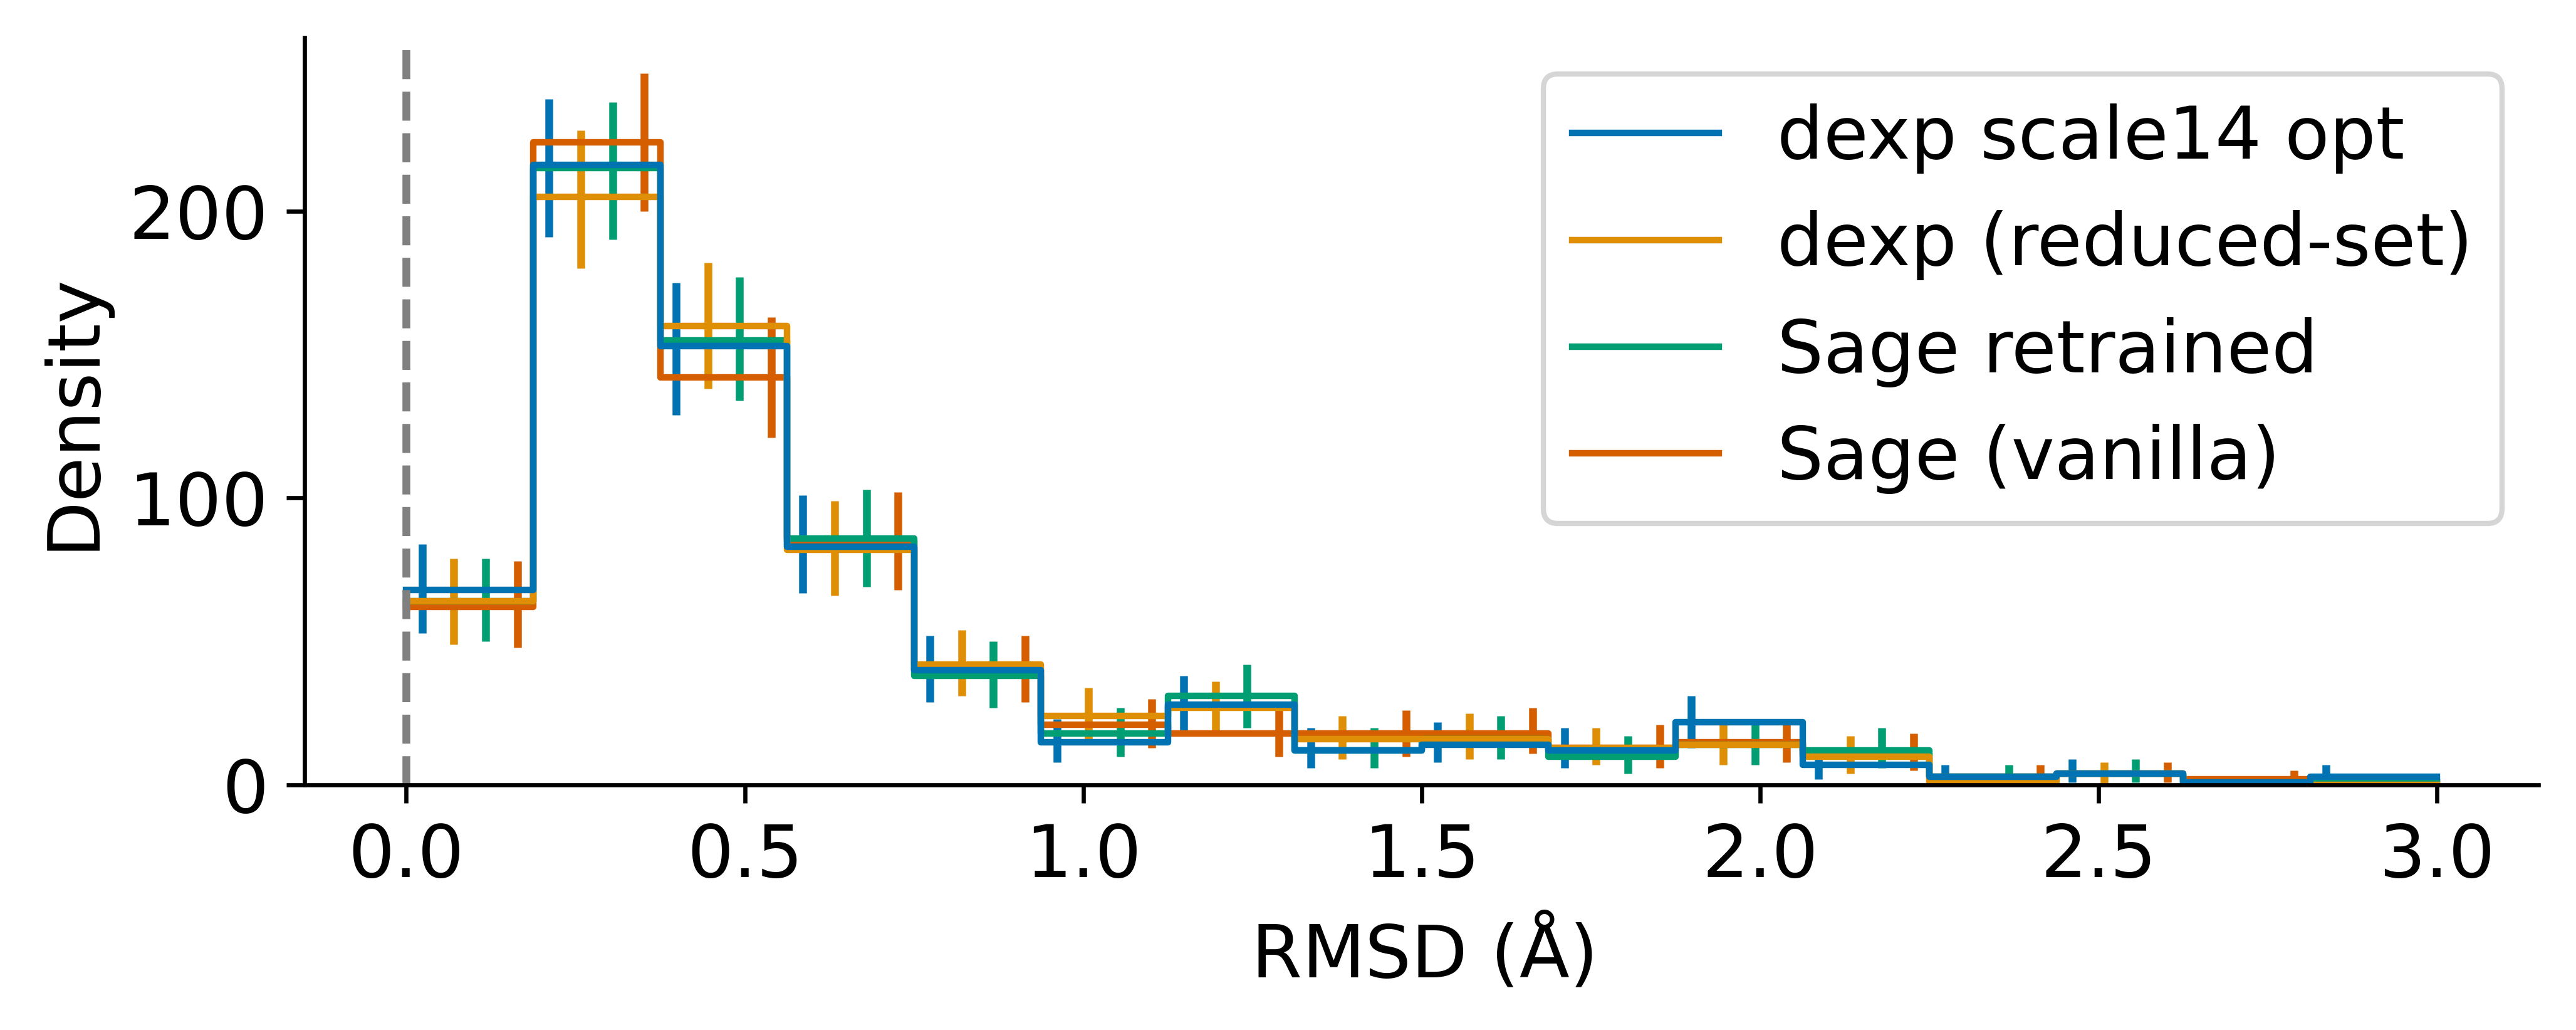 Density
200
100
0
0.0 0.5 1.0 1.5 2.0 2.5 3.0
RMSD (Å)
dexp scale14 opt
dexp (reduced-set)
Sage retrained
Sage (vanilla)